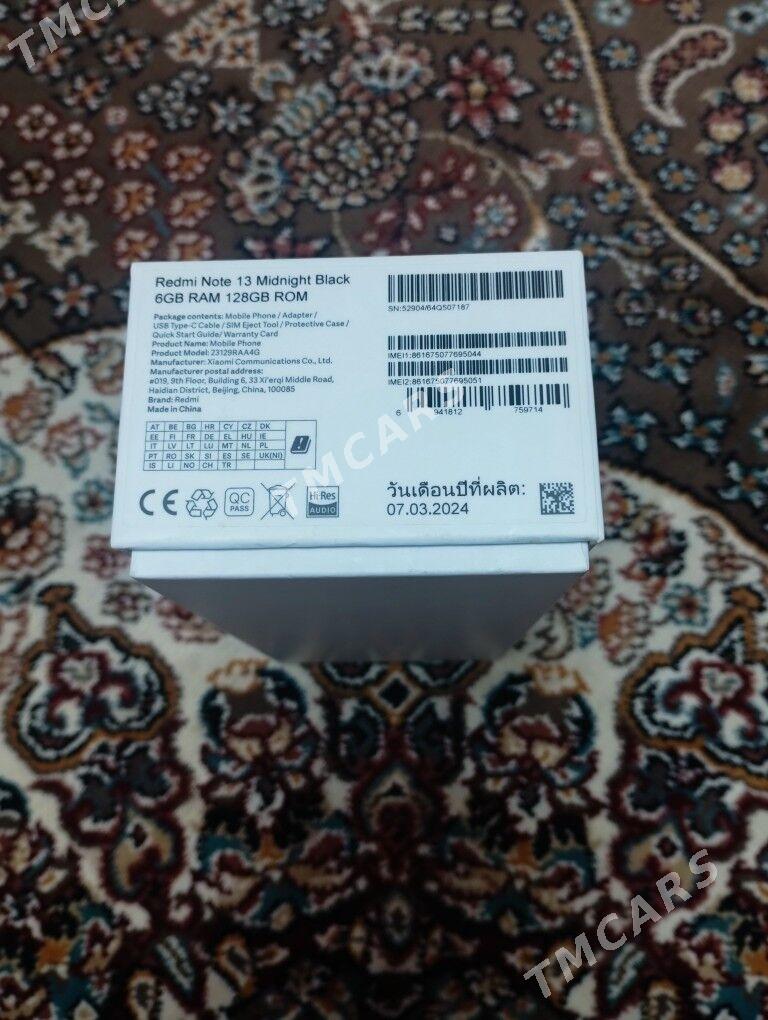 TMCARS
Redmi Note 13 Midnight Black
6GB RAM 128GB ROM
Package contents: Mobile Phone / Adapter /
USB Type-C Cable / SIM Eject Tool / Protective Case /
Quick Start Guide/ Warranty Card
Product Name: Mobile Phone
Product Model: 23129RAA4G
Manufacturer: Xiaomi Communications Co., Ltd.
Manufacturer postal address:
#019, 9th Floor, Building 6, 33 Xi'erqi Middle Road,
Haidian District, Beijing, China, 100085
Brand: Redmi
Made in China
SN:52904/64QS07187
IMEI1:861675077695044
IMEI2:861675077695051
6 941812 759714
AT BE BG HR CY CZ DK
EE FI FR DE EL HU IE
IT LV LT LU MT NL PL
PT RO SK SI ES SE UK(NI)
IS LI NO CH TR
CE
QC
PASS
Hi-Res
AUDIO
วันเดือนปีที่ผลิต:
07.03.2024
TMCARS
TMCARS